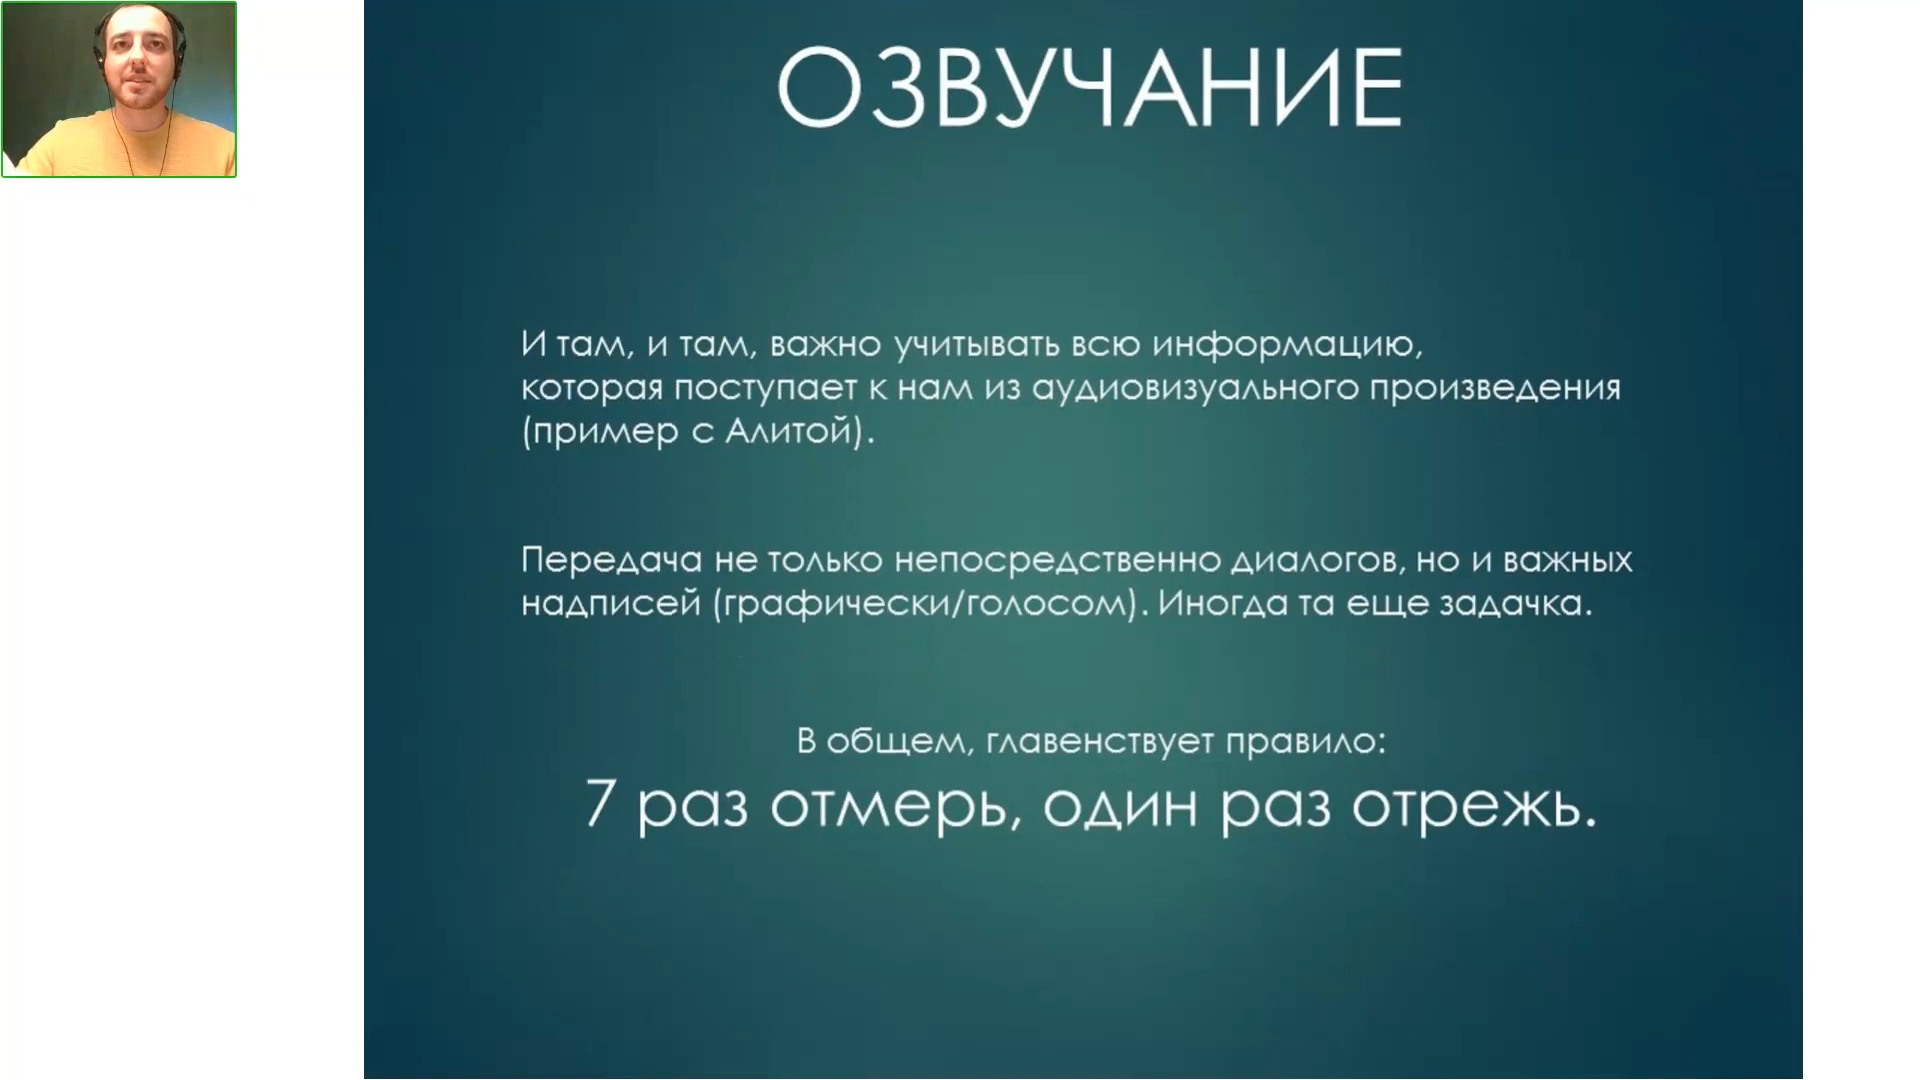 ОЗВУЧАНИЕ
И там, и там, важно учитывать всю информацию,
которая поступает к нам из аудиовизуального произведения
(пример с Алитой).
Передача не только непосредственно диалогов, но и важных
надписей (графически/голосом). Иногда та еще задачка.
В общем, главенствует правило:
7 раз отмерь, один раз отрежь.